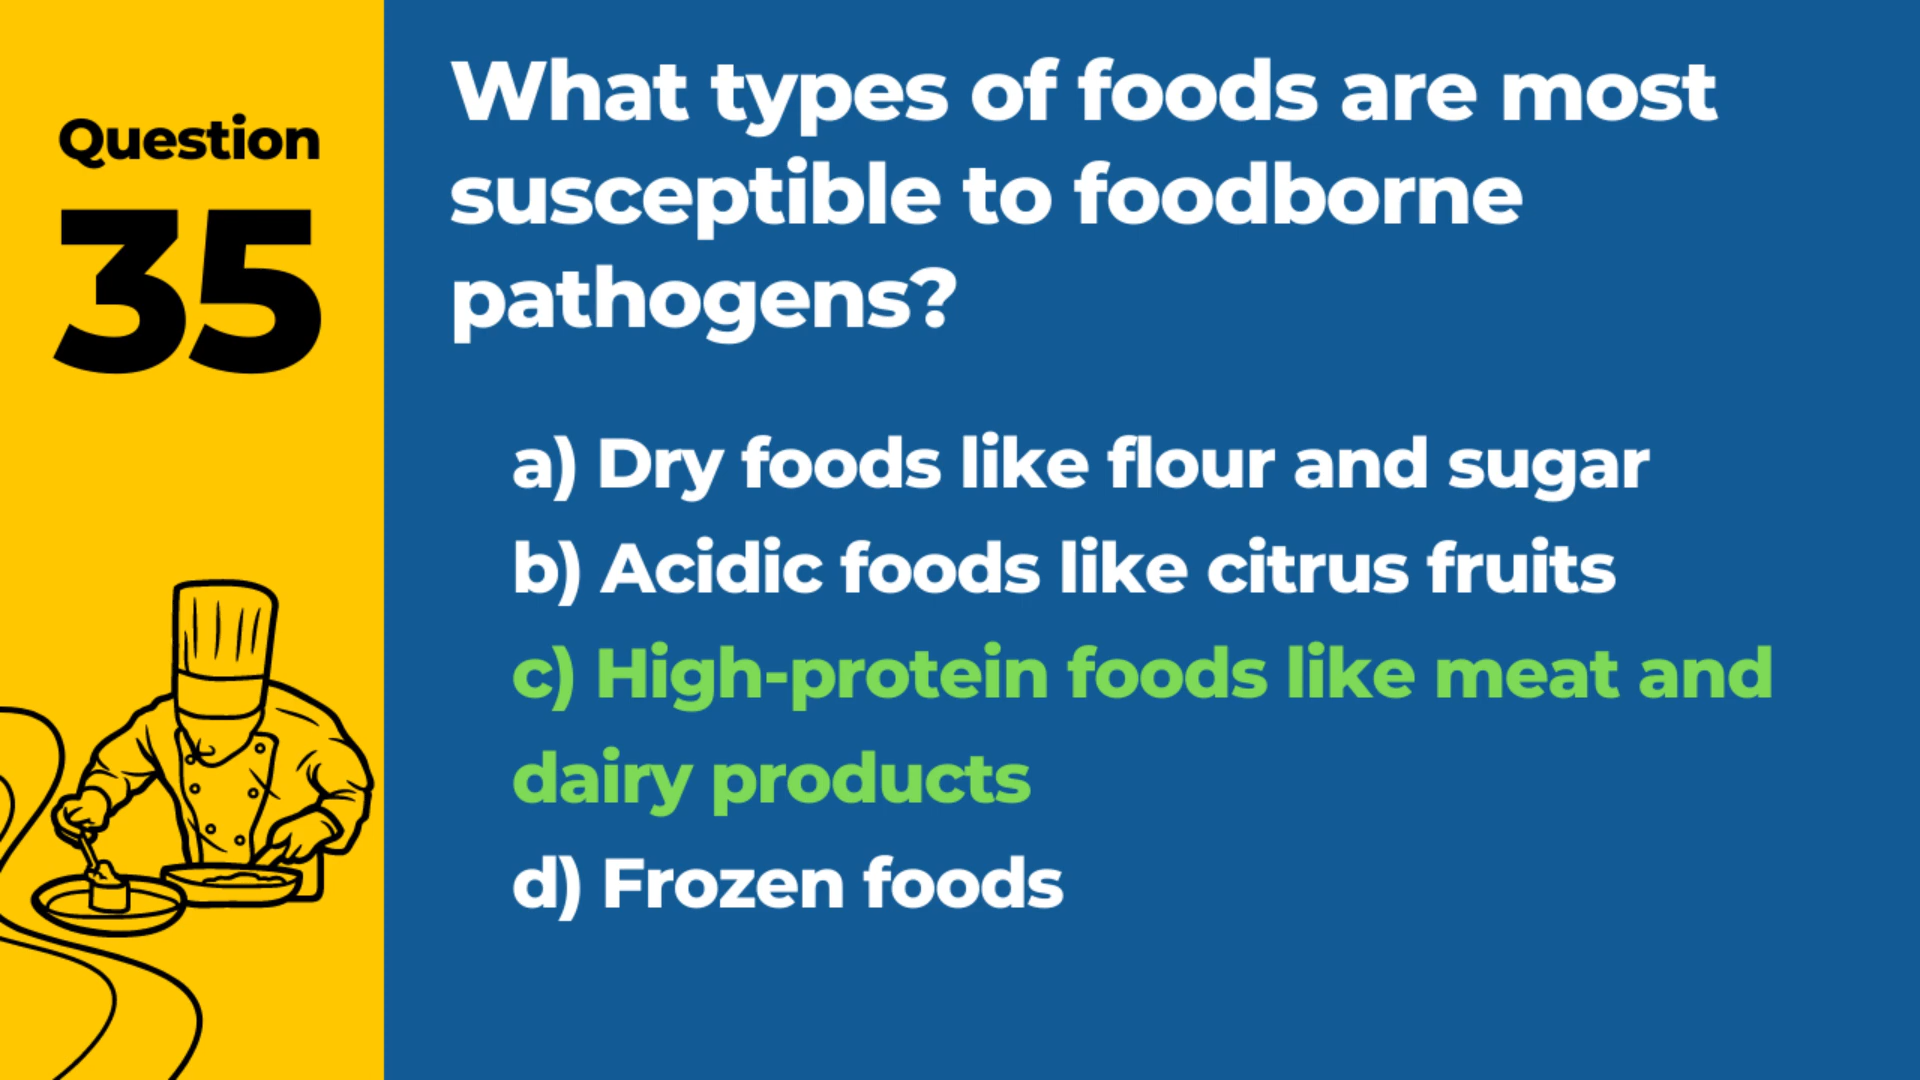 Question
35
What types of foods are most
susceptible to foodborne
pathogens?
a) Dry foods like flour and sugar
b) Acidic foods like citrus fruits
c) High-protein foods like meat and
dairy products
d) Frozen foods